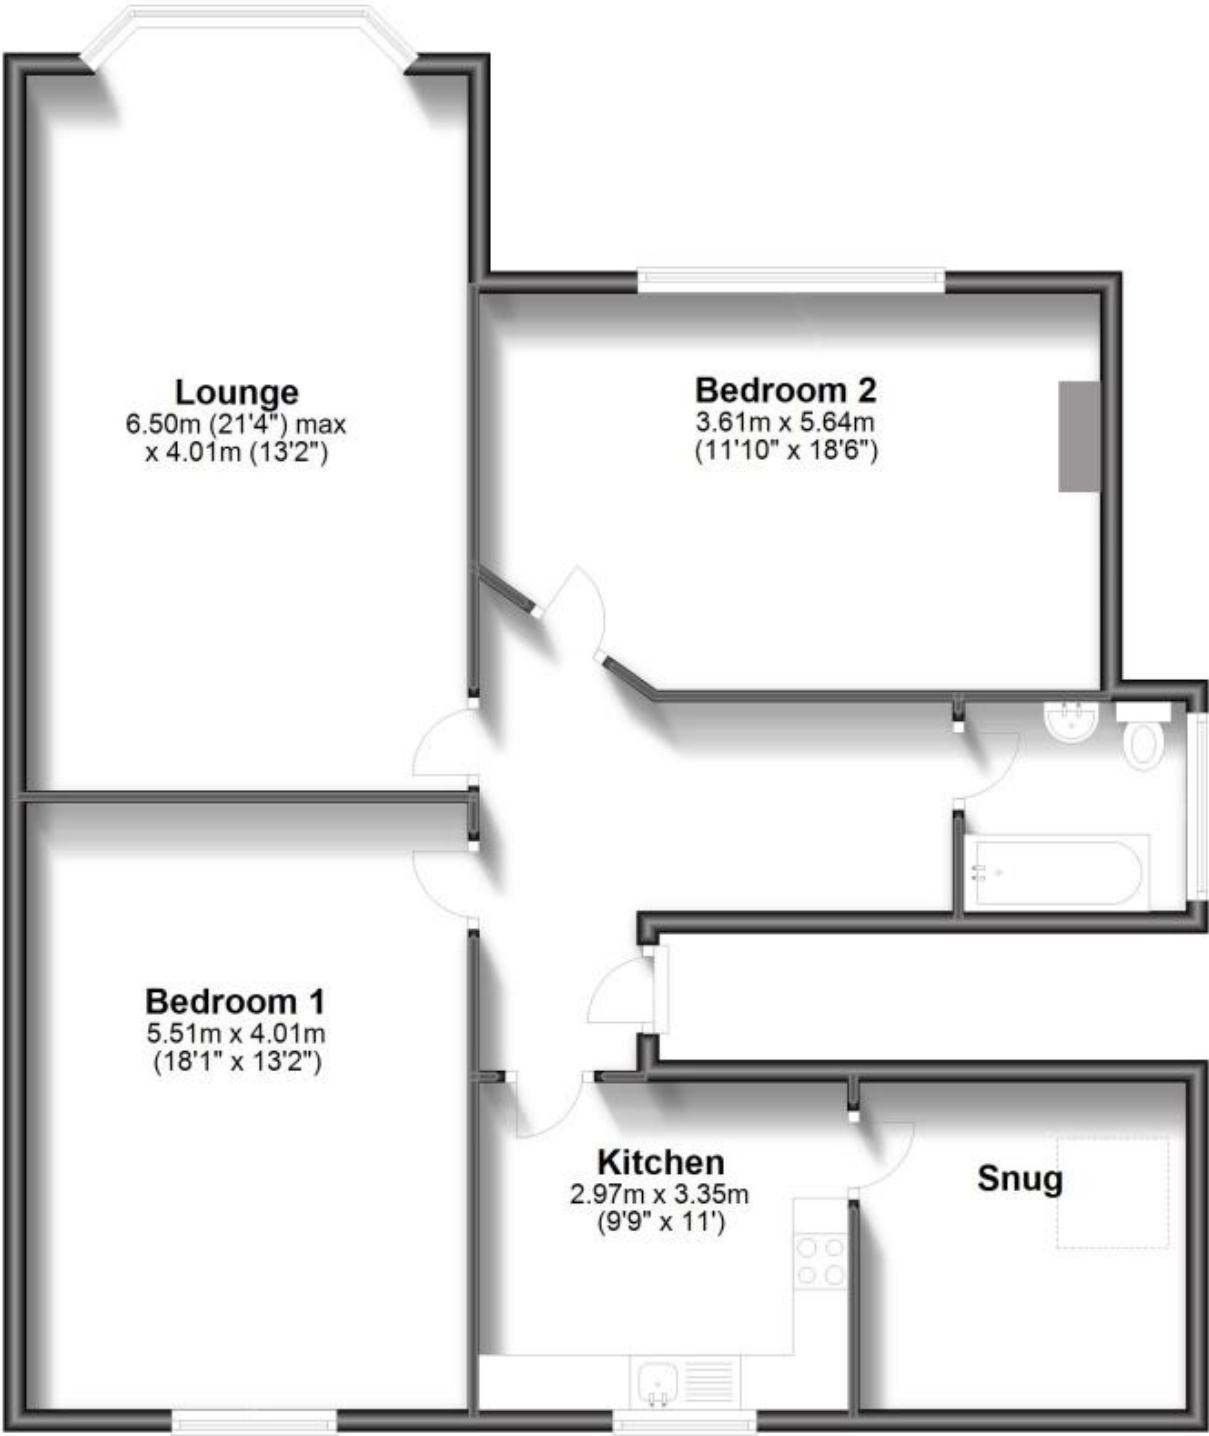 Lounge
6.50m (21'4") max
x 4.01m (13'2")
Bedroom 2
3.61m x 5.64m
(11'10" x 18'6")
Bedroom 1
5.51m x 4.01m
(18'1" x 13'2")
Kitchen
2.97m x 3.35m
(9'9" x 11')
Snug